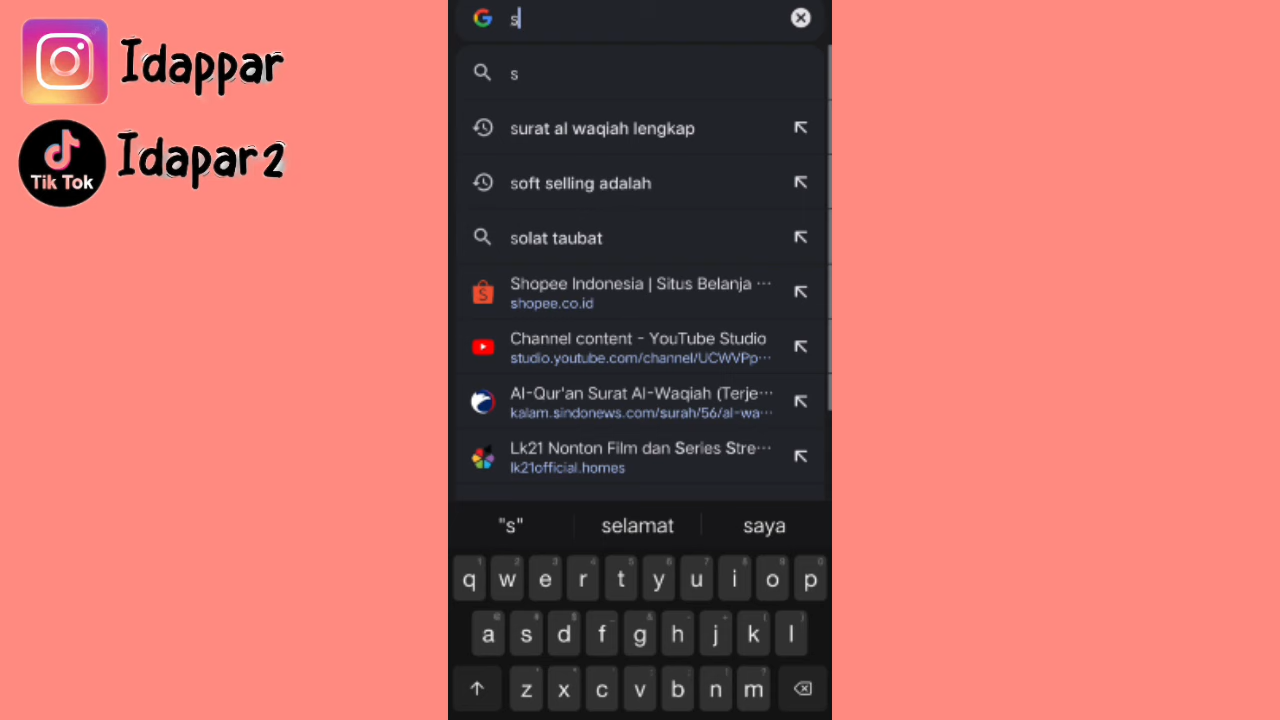 Idappar
Tik Tok
Idapar2
s
s
surat al waqiah lengkap
soft selling adalah
solat taubat
Shopee Indonesia | Situs Belanja ...
shopee.co.id
Channel content - YouTube Studio
studio.youtube.com/channel/UCWVPp...
Al-Qur'an Surat Al-Waqiah (Terje...
kalam.sindonews.com/surah/56/al-wa...
Lk21 Nonton Film dan Series Stre...
lk21official.homes
"s" selamat saya
q w e r t y u i o p
a s d f g h j k l
z x c v b n m